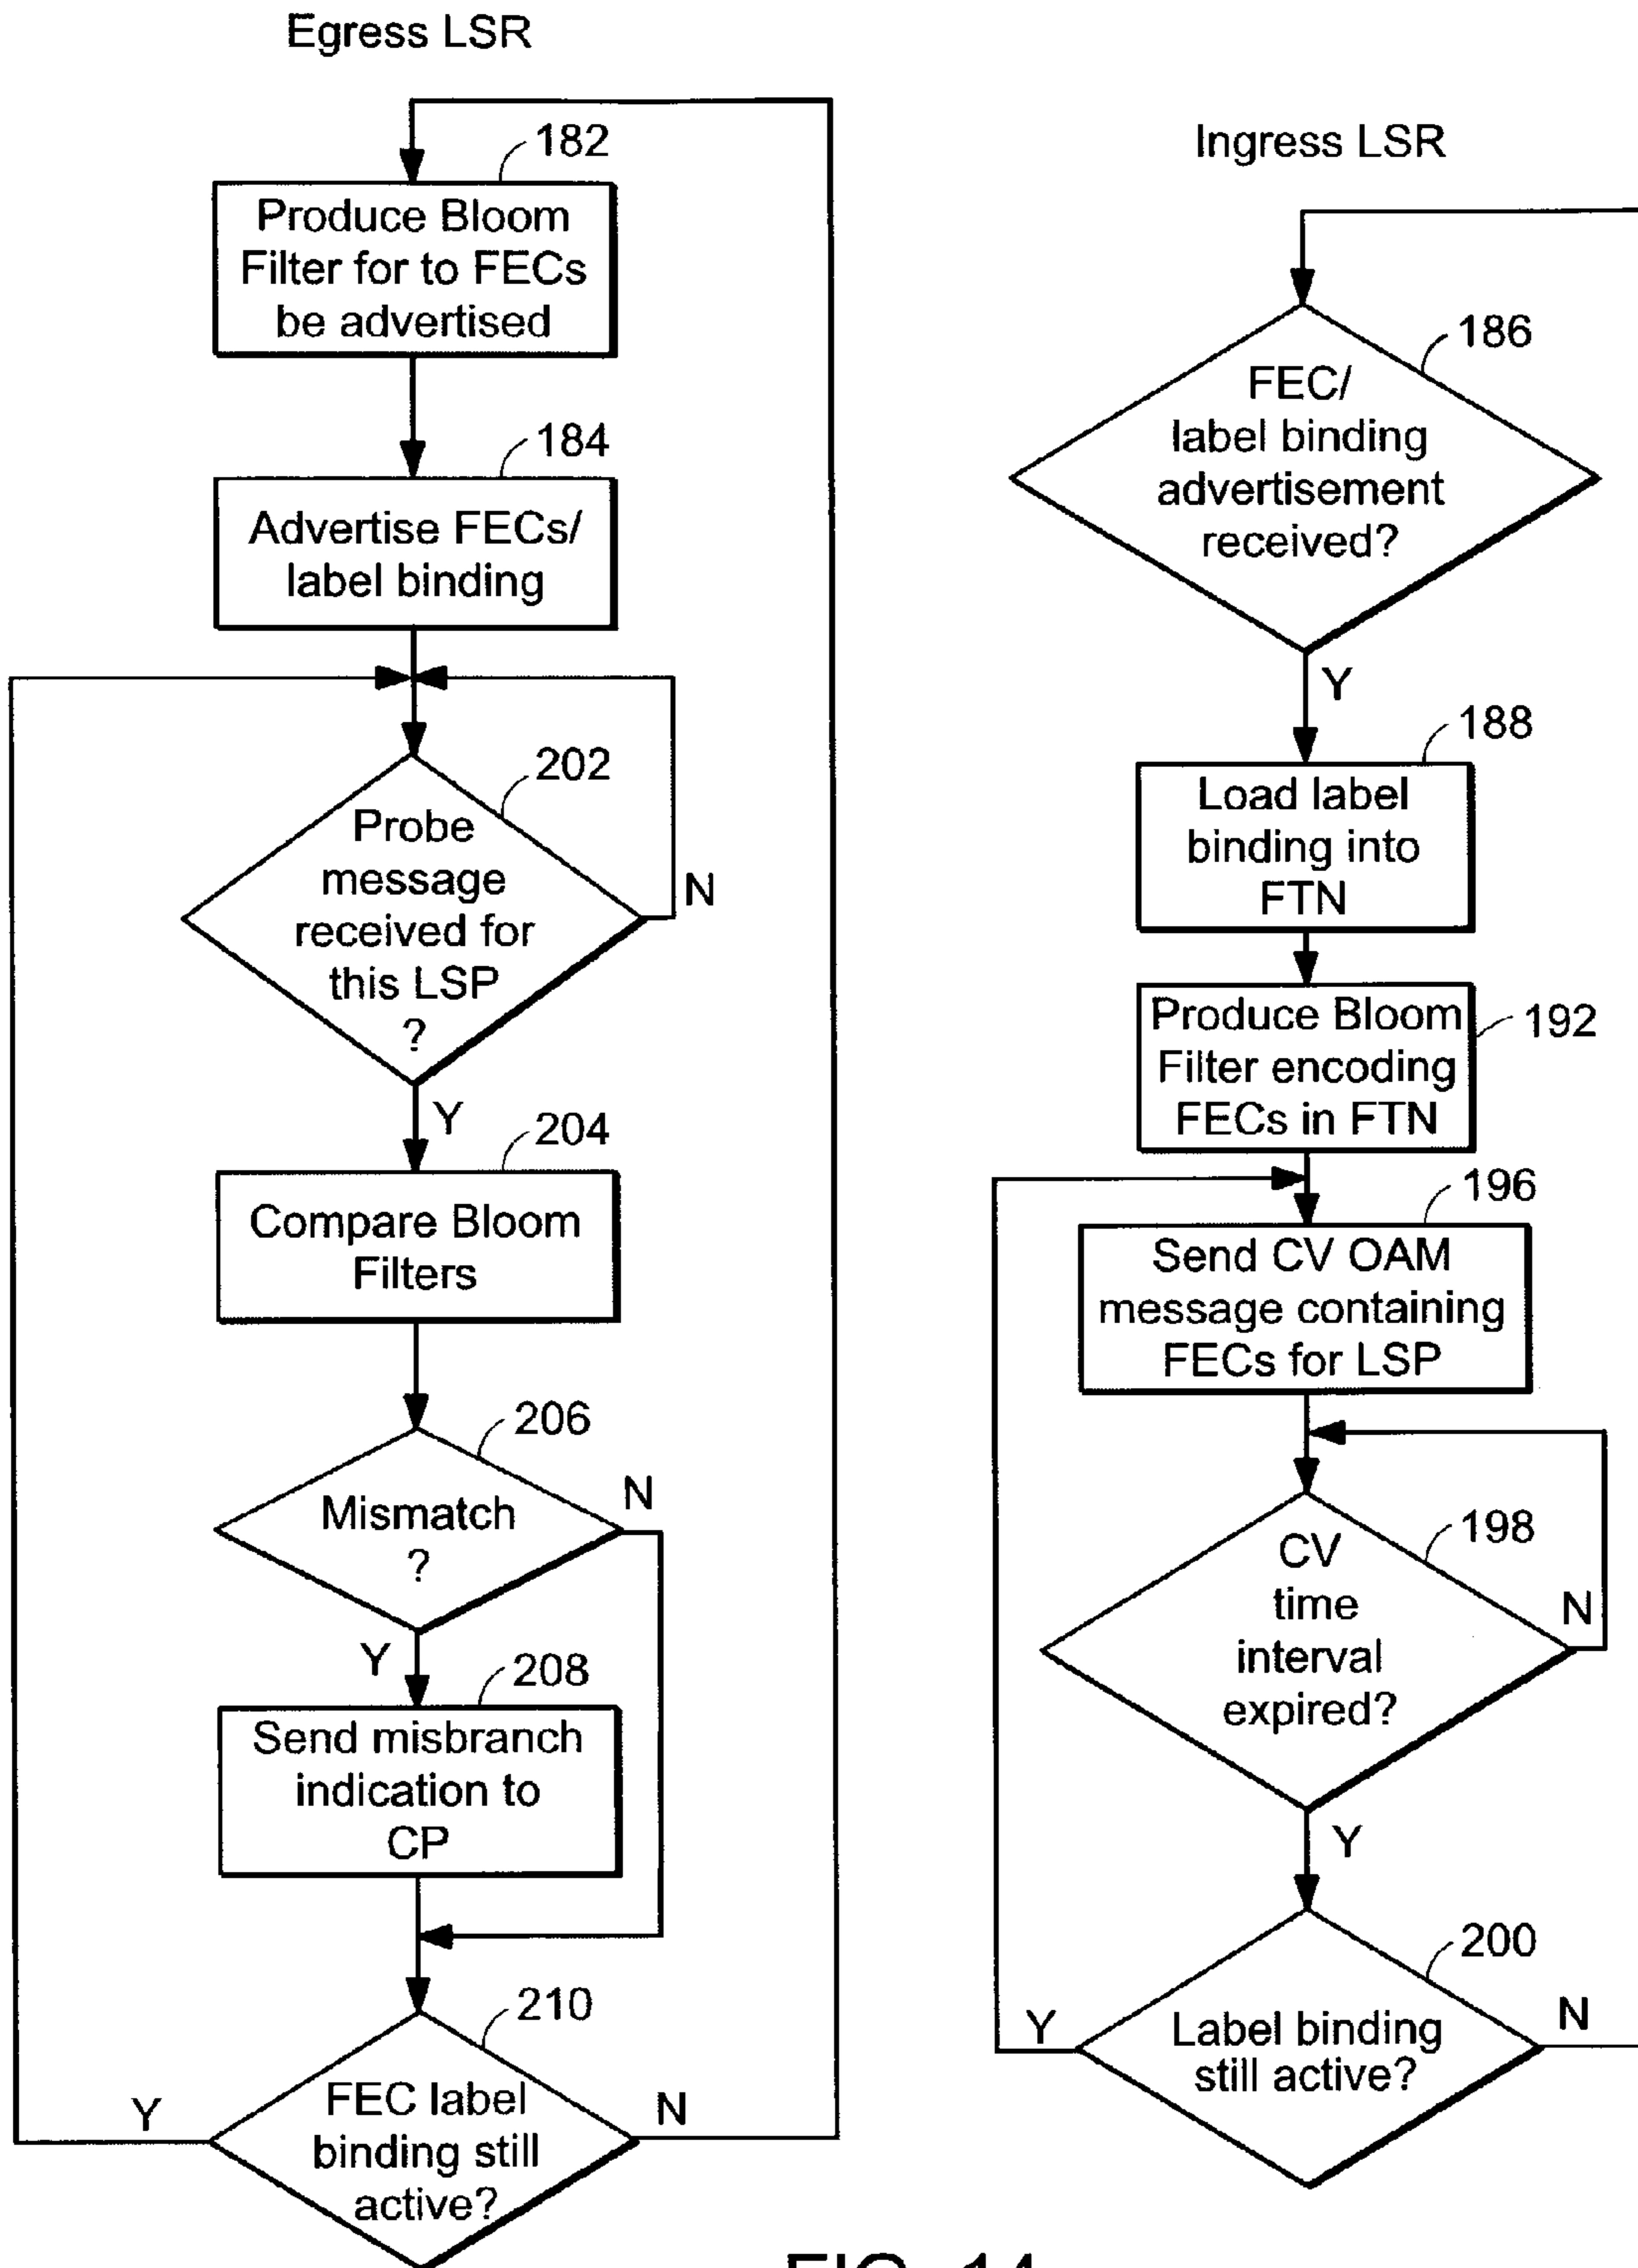 Egress LSR
182
Produce Bloom
Filter for to FECs
be advertised
184
Advertise FECs/
label binding
202
Probe
message
received for
this LSP
?
N
Y
204
Compare Bloom
Filters
206
Mismatch
?
N
Y
208
Send misbranch
indication to
CP
210
FEC label
binding still
active?
Y
N
Ingress LSR
186
FEC/
label binding
advertisement
received?
Y
188
Load label
binding into
FTN
192
Produce Bloom
Filter encoding
FECs in FTN
196
Send CV OAM
message containing
FECs for LSP
198
CV
time
interval
expired?
N
Y
200
Label binding
still active?
Y
N
FIG. 14